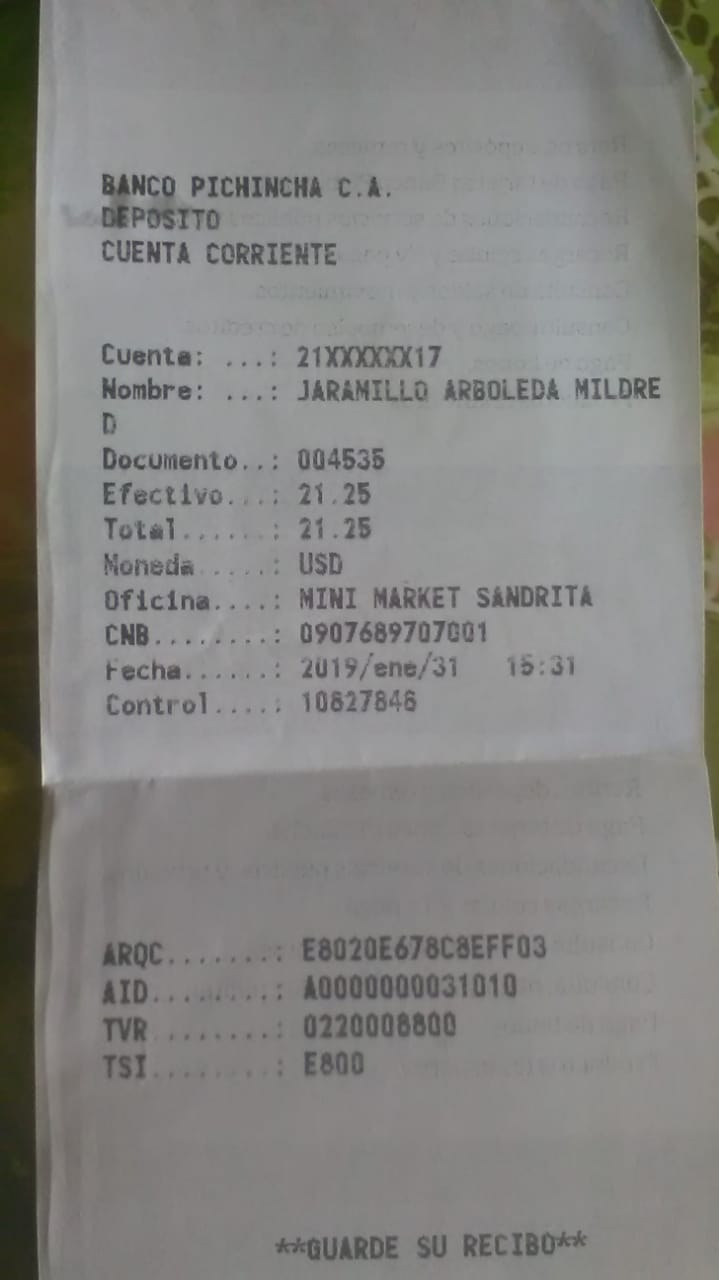 BANCO PICHINCHA C.A.
DEPOSITO
CUENTA CORRIENTE
Cuenta: ...: 21XXXXXX17
Nombre: ...: JARAMILLO ARBOLEDA MILDRE
D
Documento..: 004535
Efectivo...: 21.25
Total......: 21.25
Moneda.....: USD
Oficina....: MINI MARKET SANDRITA
CNB........: 0907689707001
Fecha......: 2019/ene/31 15:31
Control....: 10827846
ARQC.......: E8020E678C8EFF03
AID........: A0000000031010
TVR........: 0220008800
TSI........: E800
**GUARDE SU RECIBO**